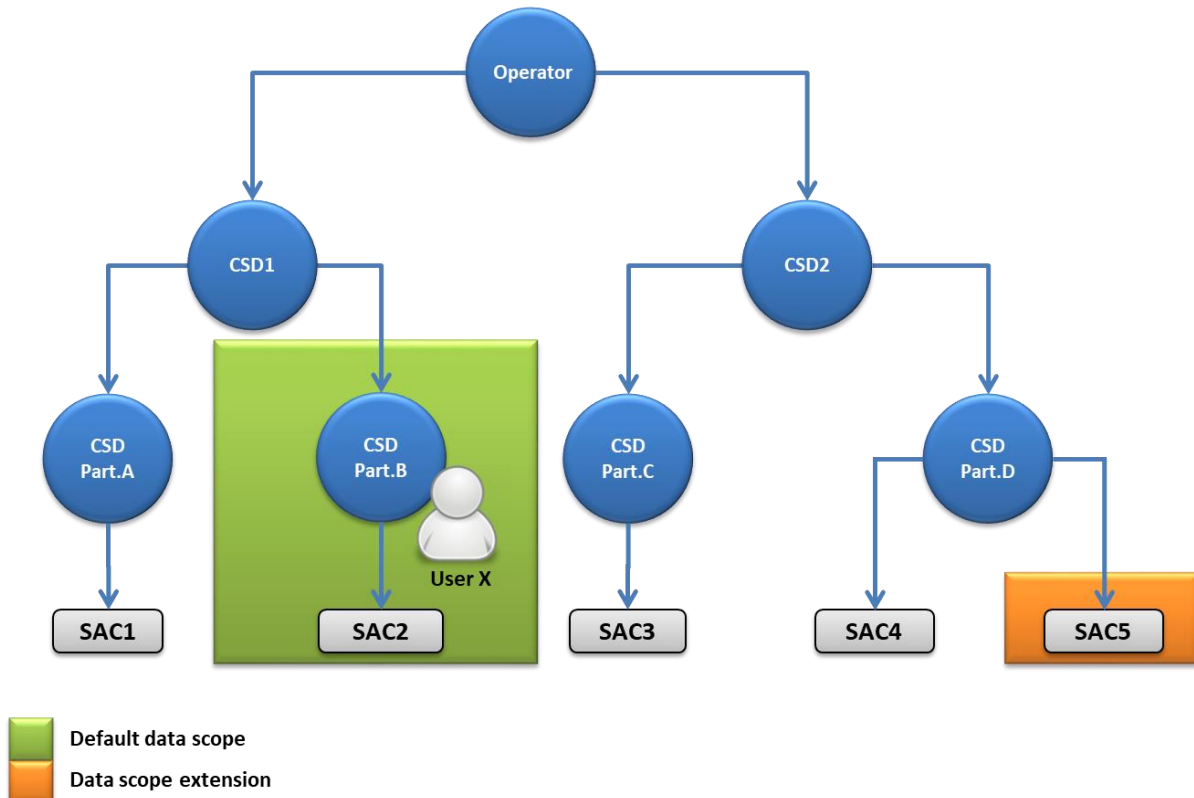 Operator
CSD1
CSD2
CSD
Part.A
CSD
Part.B
CSD
Part.C
CSD
Part.D
User X
SAC1
SAC2
SAC3
SAC4
SAC5
Default data scope
Data scope extension